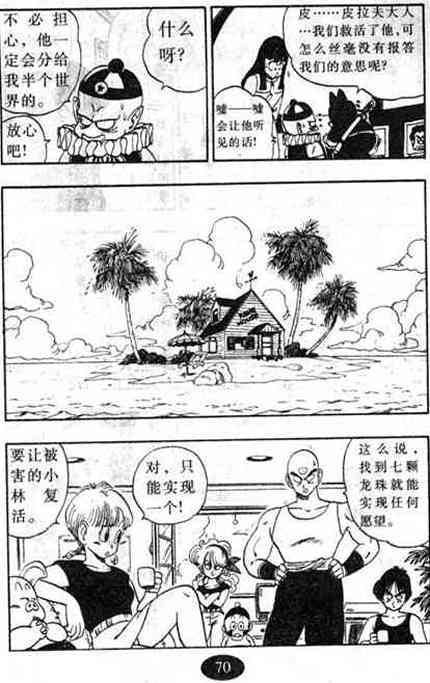 皮……皮拉夫大人
…我们救活了他，可
怎么丝毫没有报答
我们的意思呢？
嘘——嘘
会让他听
见的话！
什么
呀？
不必担
心，他一
定会分给
我半个世
界的。
放心
吧！
这么说，
找到七颗
龙珠就能
实现任何
愿望。
对，只
能实现
个！
要让被
害的小
林复
活。
70